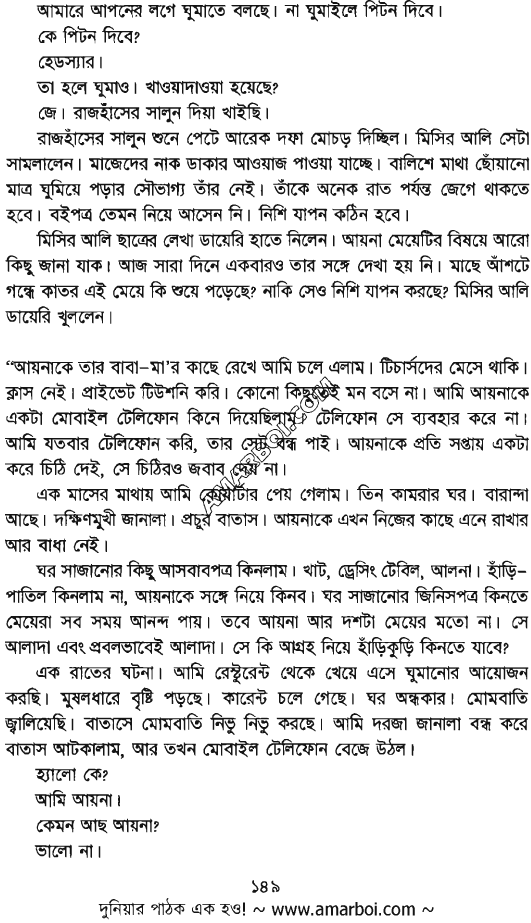 আমারে আপনের লগে ঘুমাতে বলছে। না ঘুমাইলে পিটন দিবে।
কে পিটন দিবে?
হেডস্যার।
তা হলে ঘুমাও। খাওয়াদাওয়া হয়েছে?
জে। রাজহাঁসের সালুন দিয়া খাইছি।
রাজহাঁসের সালুন শুনে পেটে আরেক দফা মোচড় দিচ্ছিল। মিসির আলি সেটা
সামলালেন। মাজেদের নাক ডাকার আওয়াজ পাওয়া যাচ্ছে। বালিশে মাথা ছোঁয়ানো
মাত্র ঘুমিয়ে পড়ার সৌভাগ্য তাঁর নেই। তাঁকে অনেক রাত পর্যন্ত জেগে থাকতে
হবে। বইপত্র তেমন নিয়ে আসেন নি। নিশি যাপন কঠিন হবে।
মিসির আলি ছাত্রের লেখা ডায়েরি হাতে নিলেন। আয়না মেয়েটির বিষয়ে আরো
কিছু জানা যাক। আজ সারা দিনে একবারও তার সঙ্গে দেখা হয় নি। মাছে আঁশটে
গন্ধে কাতর এই মেয়ে কি শুয়ে পড়েছে? নাকি সেও নিশি যাপন করছে? মিসির আলি
ডায়েরি খুললেন।
“আয়নাকে তার বাবা–মা'র কাছে রেখে আমি চলে এলাম। টিচার্সদের মেসে থাকি।
ক্লাস নেই। প্রাইভেট টিউশনি করি। কোনো কিছুতেই মন বসে না। আমি আয়নাকে
একটা মোবাইল টেলিফোন কিনে দিয়েছিলাম। টেলিফোন সে ব্যবহার করে না।
আমি যতবার টেলিফোন করি, তার সেট বন্ধ পাই। আয়নাকে প্রতি সপ্তায় একটা
করে চিঠি দেই, সে চিঠিরও জবাব দেয় না।
এক মাসের মাথায় আমি কোয়ার্টার পেয় গেলাম। তিন কামরার ঘর। বারান্দা
আছে। দক্ষিণমুখী জানালা। প্রচুর বাতাস। আয়নাকে এখন নিজের কাছে এনে রাখার
আর বাধা নেই।
ঘর সাজানোর কিছু আসবাবপত্র কিনলাম। খাট, ড্রেসিং টেবিল, আলনা। হাঁড়ি–
পাতিল কিনলাম না, আয়নাকে সঙ্গে নিয়ে কিনব। ঘর সাজানোর জিনিসপত্র কিনতে
মেয়েরা সব সময় আনন্দ পায়। তবে আয়না আর দশটা মেয়ের মতো না। সে
আলাদা এবং প্রবলভাবেই আলাদা। সে কি আগ্রহ নিয়ে হাঁড়িকুড়ি কিনতে যাবে?
এক রাতের ঘটনা। আমি রেস্টুরেন্ট থেকে খেয়ে এসে ঘুমানোর আয়োজন
করছি। মুষলধারে বৃষ্টি পড়ছে। কারেন্ট চলে গেছে। ঘর অন্ধকার। মোমবাতি
জ্বালিয়েছি। বাতাসে মোমবাতি নিভু নিভু করছে। আমি দরজা জানালা বন্ধ করে
বাতাস আটকালাম, আর তখন মোবাইল টেলিফোন বেজে উঠল।
হ্যালো কে?
আমি আয়না।
কেমন আছ আয়না?
ভালো না।
১৪৯
দুনিয়ার পাঠক এক হও! ~ www.amarboi.com ~
AMARBOI.COM